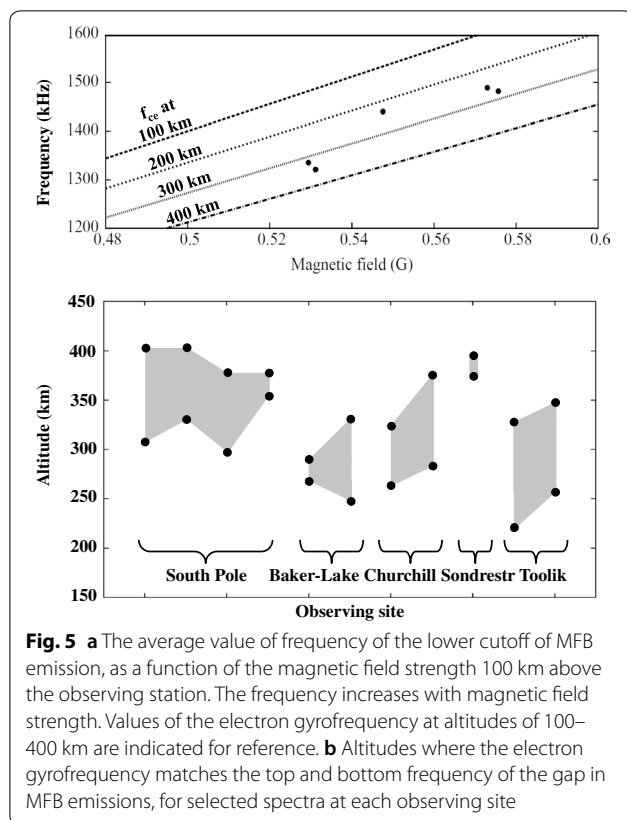 1600
1500
1400
1300
1200
Frequency (kHz)
f_ce at
100 km
200 km
300 km
400 km
0.48 0.5 0.52 0.54 0.56 0.58 0.6
Magnetic field (G)
450
400
350
300
250
200
150
Altitude (km)
South Pole Baker-Lake Churchill Sondrestr Toolik
Observing site
Fig. 5 a The average value of frequency of the lower cutoff of MFB
emission, as a function of the magnetic field strength 100 km above
the observing station. The frequency increases with magnetic field
strength. Values of the electron gyrofrequency at altitudes of 100–
400 km are indicated for reference. b Altitudes where the electron
gyrofrequency matches the top and bottom frequency of the gap in
MFB emissions, for selected spectra at each observing site